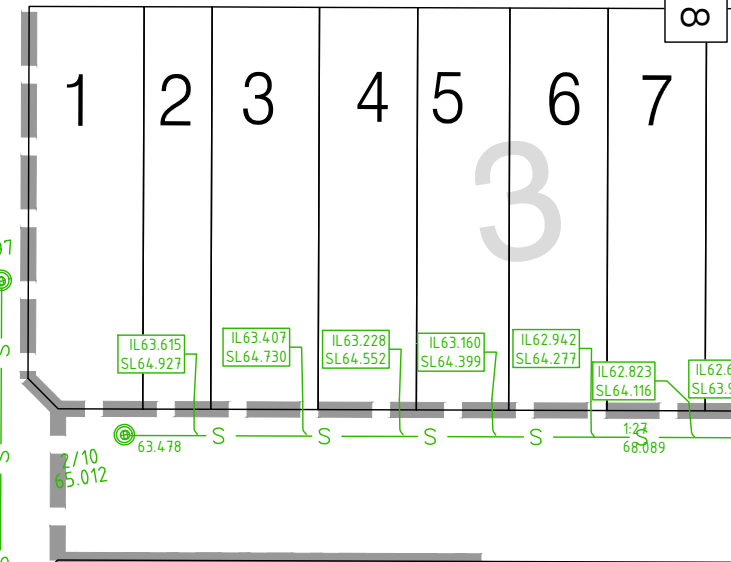 8
1 2 3 4 5 6 7
3
IL63.615
SL64.927
IL63.407
SL64.730
IL63.228
SL64.552
IL63.160
SL64.399
IL62.942
SL64.277
IL62.823
SL64.116
S
S
S
S
S
S
S
63.478
1:27
68.089
2/10
65.012